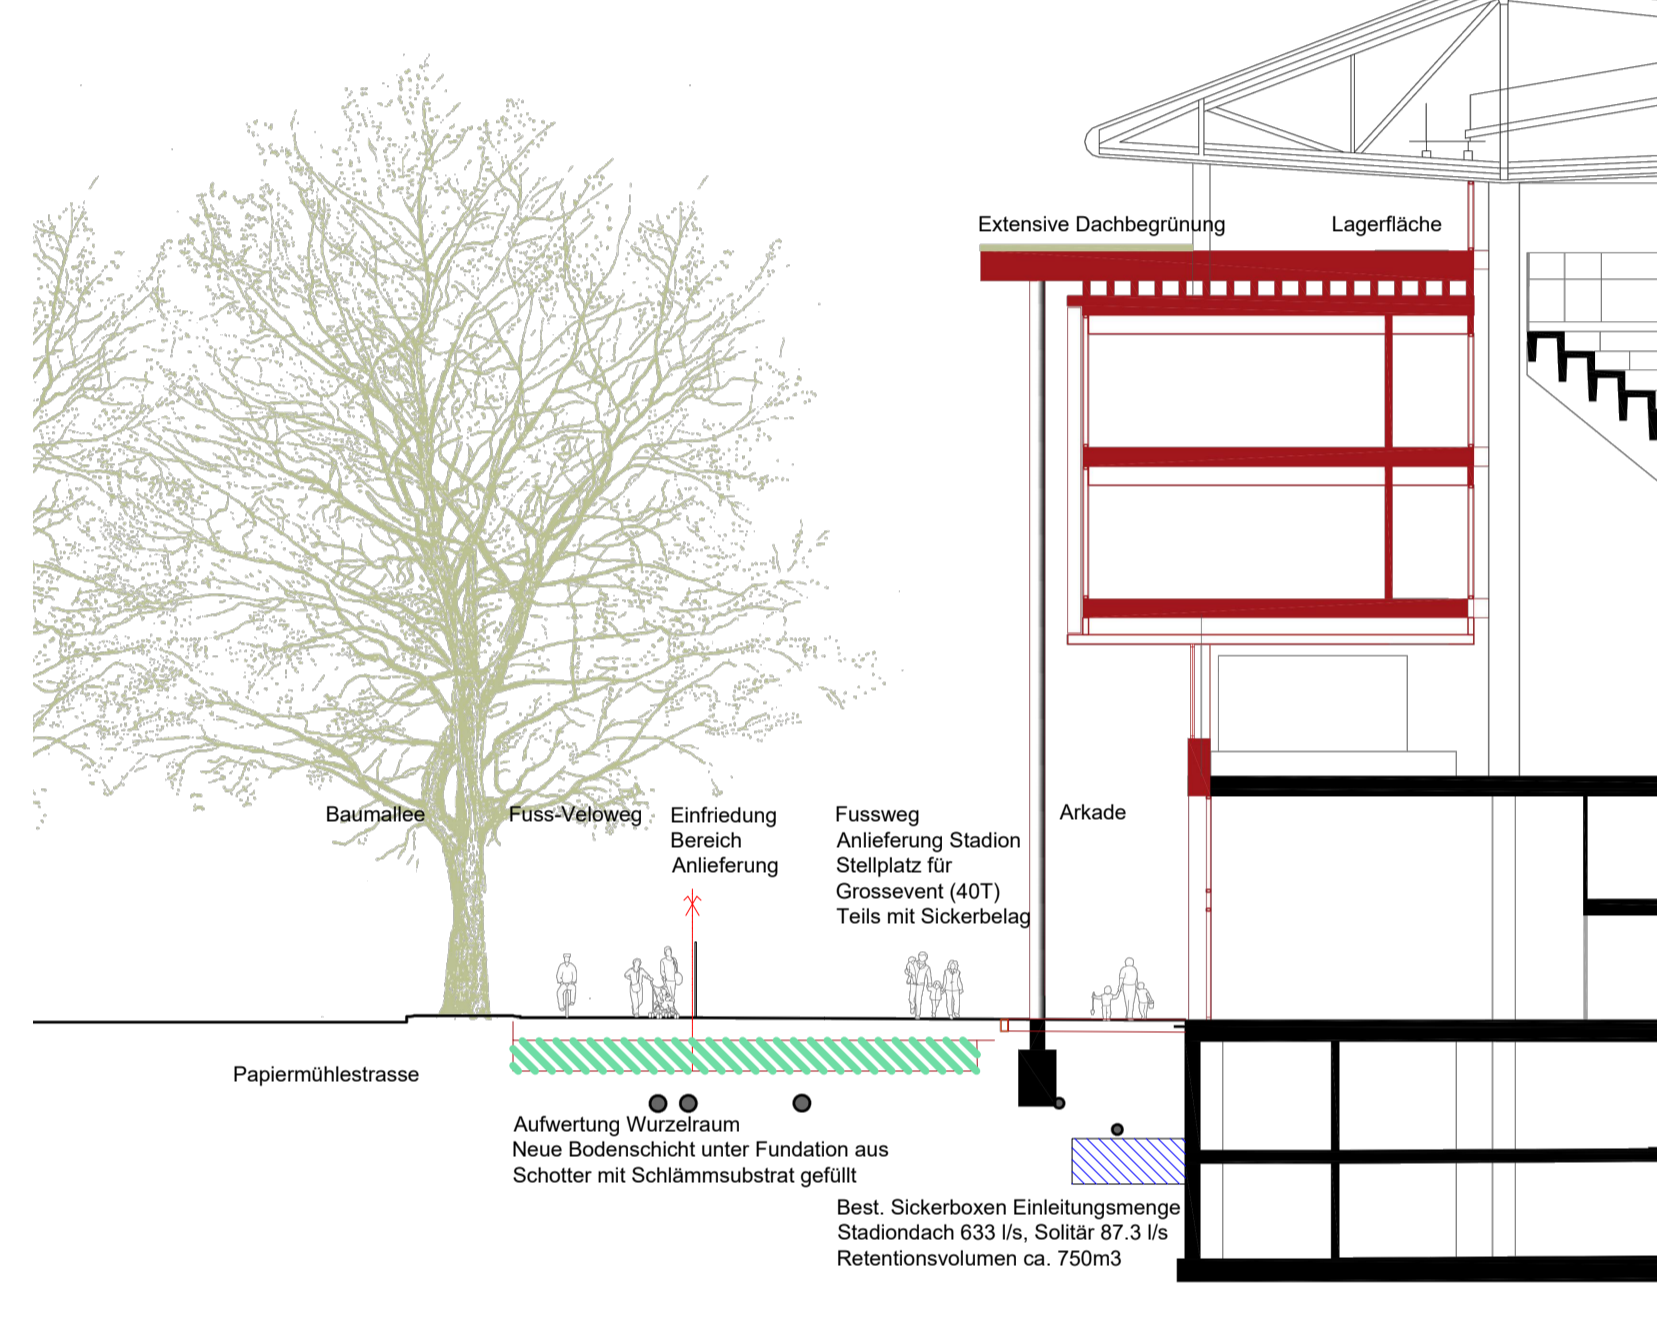 Extensive Dachbegrünung
Lagerfläche
Baumallee
Fuss-Veloweg
Einfriedung
Bereich
Anlieferung
Fussweg
Anlieferung Stadion
Stellplatz für
Grossevent (40T)
Teils mit Sickerbelag
Arkade
Papiermühlestrasse
Aufwertung Wurzelraum
Neue Bodenschicht unter Fundation aus
Schotter mit Schlämmsubstrat gefüllt
Best. Sickerboxen Einleitungsmenge
Stadiondach 633 l/s, Solitär 87.3 l/s
Retentionsvolumen ca. 750m3